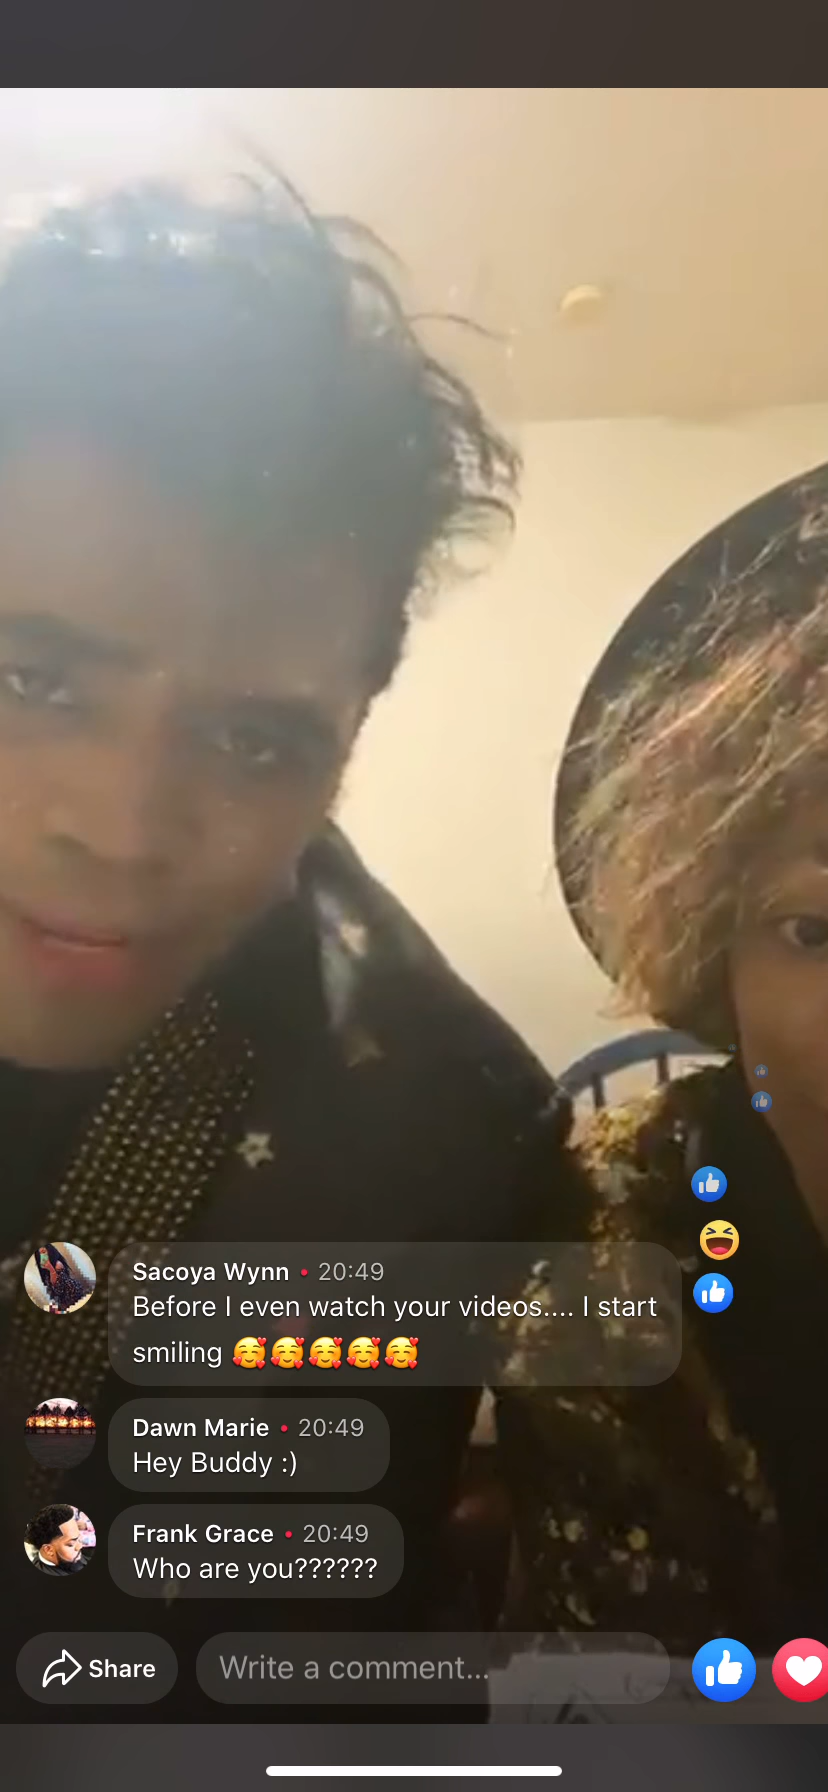 Sacoya Wynn • 20:49
Before I even watch your videos.... I start
smiling 🥰🥰🥰🥰🥰
Dawn Marie • 20:49
Hey Buddy :)
Frank Grace • 20:49
Who are you??????
Share
Write a comment...